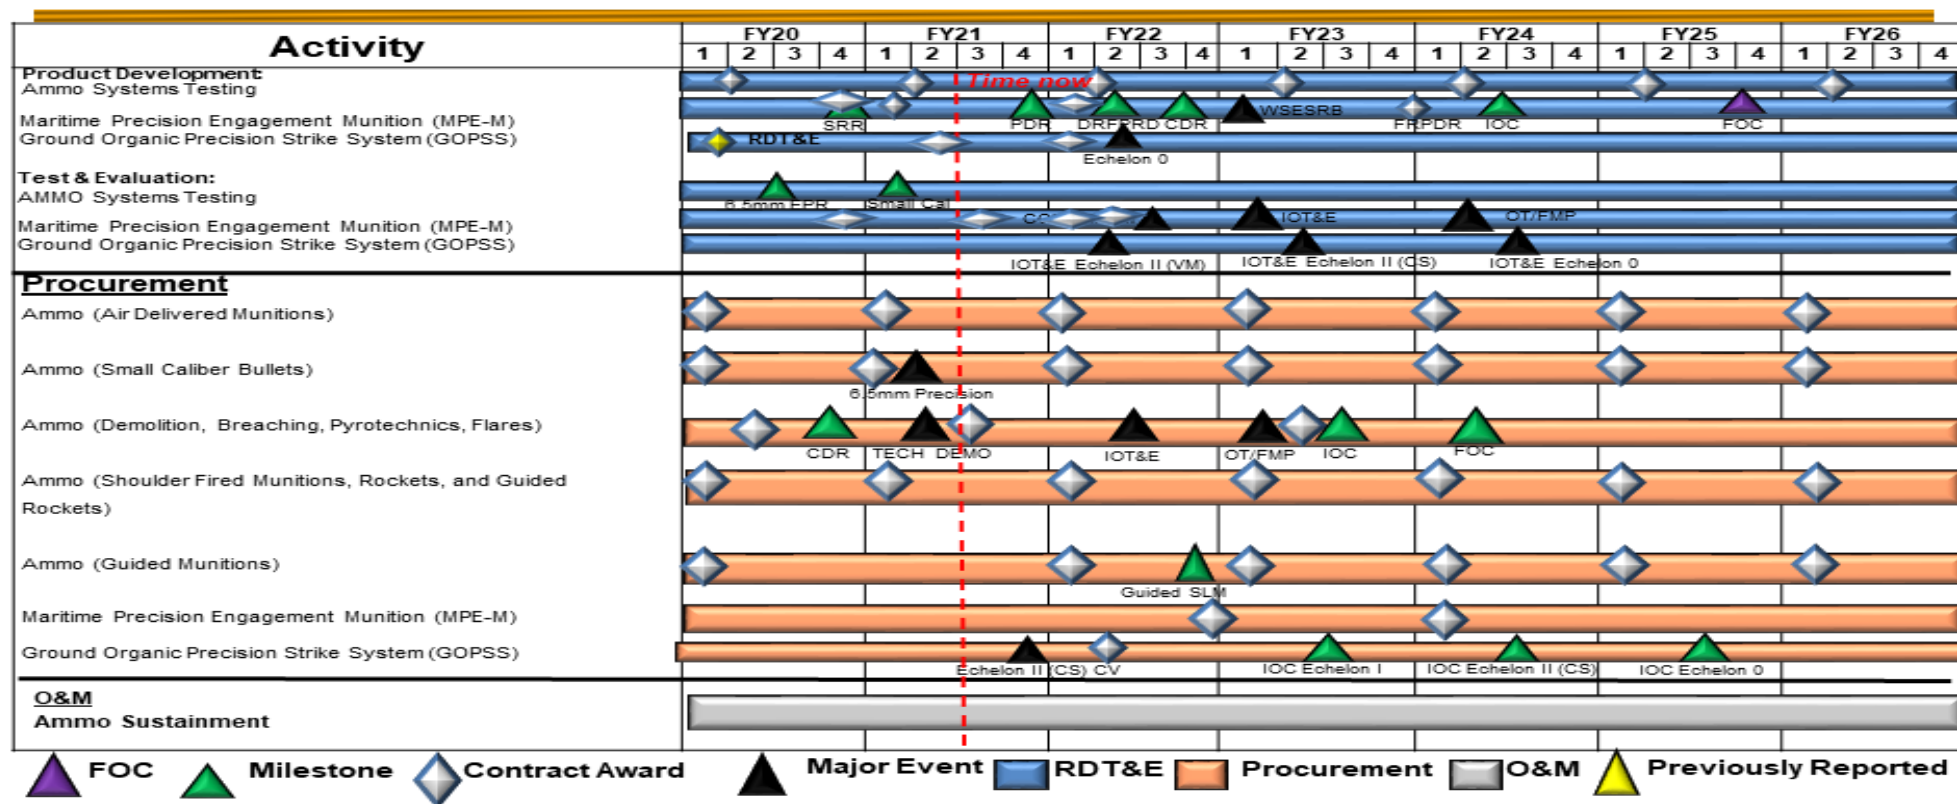 Activity
FY20 FY21 FY22 FY23 FY24 FY25 FY26
1 2 3 4 1 2 3 4 1 2 3 4 1 2 3 4 1 2 3 4 1 2 3 4 1 2 3 4
Product Development:
Ammo Systems Testing
Time now
Maritime Precision Engagement Munition (MPE-M)
WSESRB
SRR PDR DRFPRD CDR FRPDR IOC FOC
Ground Organic Precision Strike System (GOPSS)
RDT&E
Echelon 0
Test & Evaluation:
AMMO Systems Testing
6.5mm FPR Small Cal
Maritime Precision Engagement Munition (MPE-M)
IOT&E OT/FMP
Ground Organic Precision Strike System (GOPSS)
IOT&E Echelon II (VM) IOT&E Echelon II (CS) IOT&E Echelon 0
Procurement
Ammo (Air Delivered Munitions)
Ammo (Small Caliber Bullets)
6.5mm Precision
Ammo (Demolition, Breaching, Pyrotechnics, Flares)
CDR TECH DEMO IOT&E OT/FMP IOC FOC
Ammo (Shoulder Fired Munitions, Rockets, and Guided
Rockets)
Ammo (Guided Munitions)
Guided SLM
Maritime Precision Engagement Munition (MPE-M)
Ground Organic Precision Strike System (GOPSS)
Echelon II (CS) CV IOC Echelon I IOC Echelon II (CS) IOC Echelon 0
O&M
Ammo Sustainment
FOC Milestone Contract Award Major Event RDT&E Procurement O&M Previously Reported